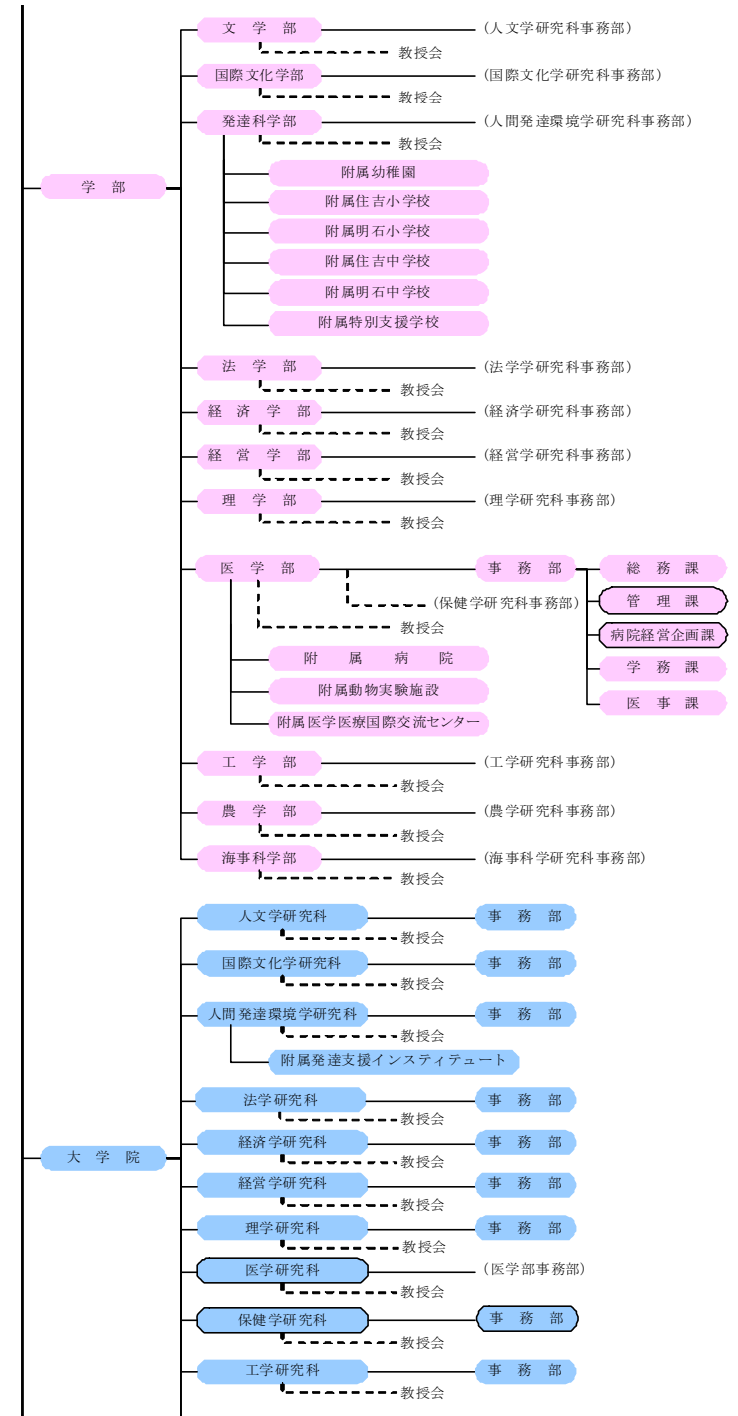 文　学　部　(人文学研究科事務部)
教授会
国際文化学部　(国際文化学研究科事務部)
教授会
発達科学部　(人間発達環境学研究科事務部)
教授会
附属幼稚園
学　部
附属住吉小学校
附属明石小学校
附属住吉中学校
附属明石中学校
附属特別支援学校
法　学　部　(法学学研究科事務部)
教授会
経　済　学　部　(経済学研究科事務部)
教授会
経　営　学　部　(経営学研究科事務部)
教授会
理　学　部　(理学研究科事務部)
教授会
医　学　部　事　務　部　総　務　課
(保健学研究科事務部)　管　理　課
教授会　病院経営企画課
附　属　病　院　学　務　課
附属動物実験施設　医　事　課
附属医学医療国際交流センター
工　学　部　(工学研究科事務部)
教授会
農　学　部　(農学研究科事務部)
教授会
海事科学部　(海事科学研究科事務部)
教授会
人文学研究科　事　務　部
教授会
国際文化学研究科　事　務　部
教授会
人間発達環境学研究科　事　務　部
教授会
附属発達支援インスティテュート
法学研究科　事　務　部
教授会
経済学研究科　事　務　部
大　学　院　教授会
経営学研究科　事　務　部
教授会
理学研究科　事　務　部
教授会
医学研究科　(医学部事務部)
教授会
保健学研究科　事　務　部
教授会
工学研究科　事　務　部
教授会